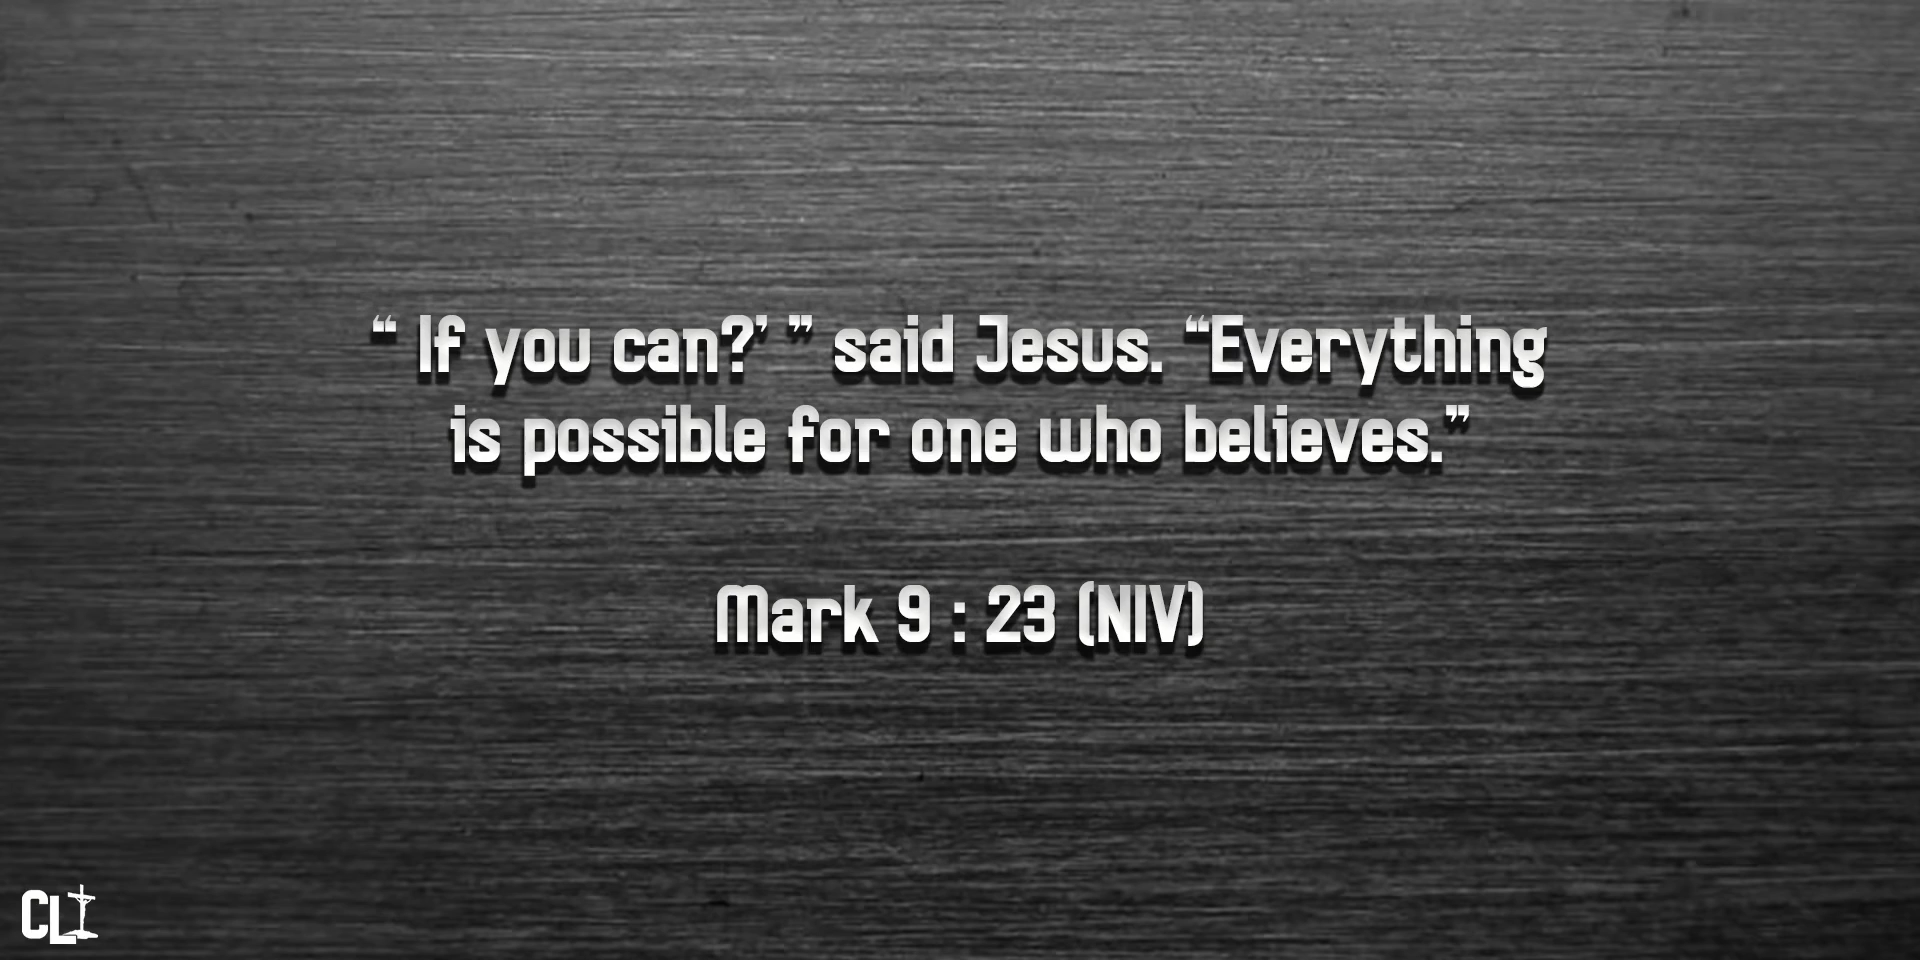 “ If you can?’ ” said Jesus. “Everything
is possible for one who believes.”
Mark 9 : 23 (NIV)
CL